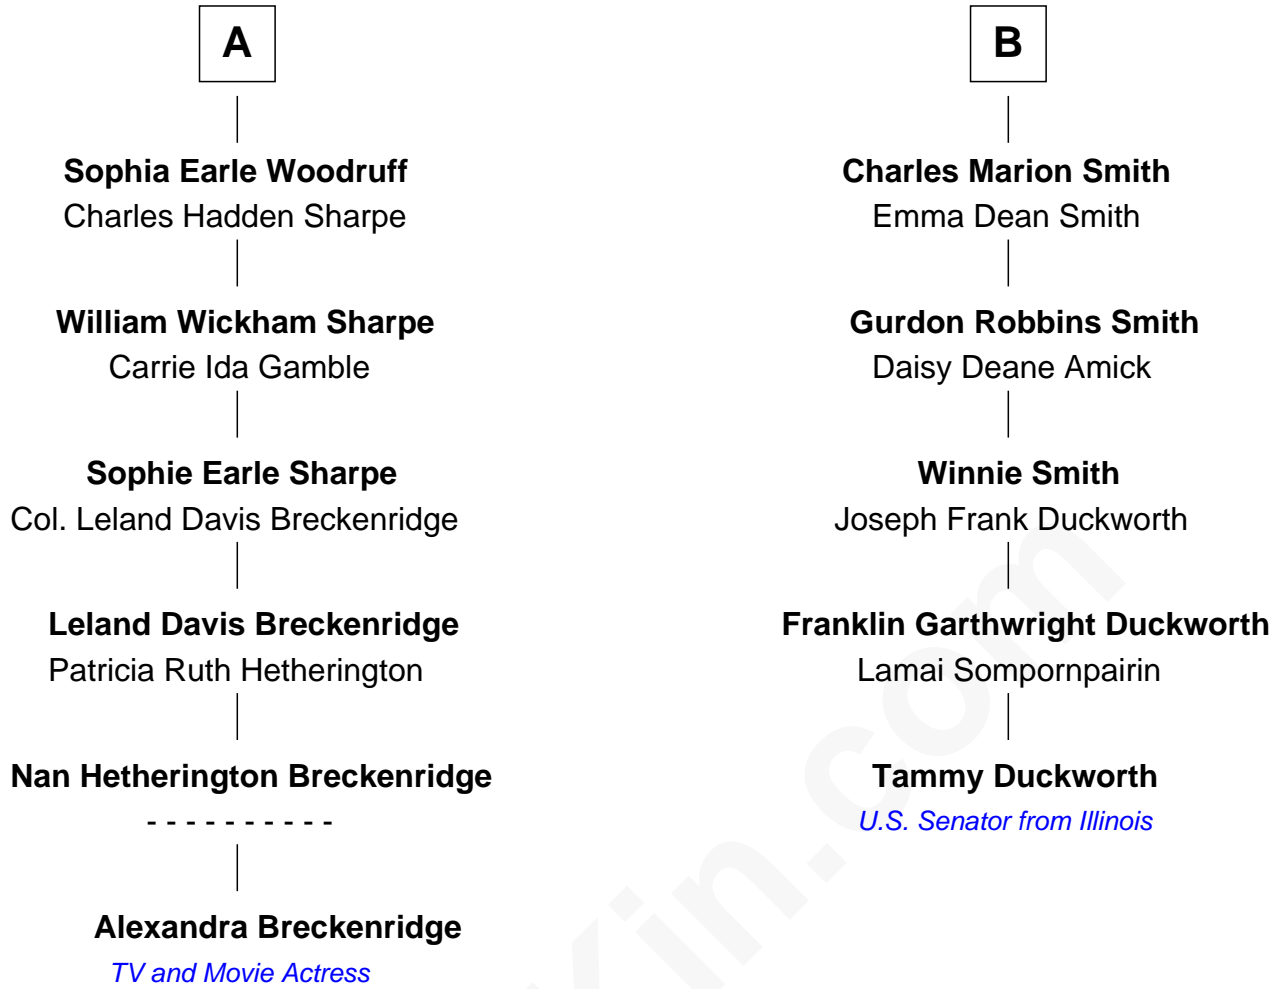 A
Sophia Earle Woodruff
Charles Hadden Sharpe
William Wickham Sharpe
Carrie Ida Gamble
Sophie Earle Sharpe
Col. Leland Davis Breckenridge
Leland Davis Breckenridge
Patricia Ruth Hetherington
Nan Hetherington Breckenridge
- - - - - - - - - -
Alexandra Breckenridge
TV and Movie Actress
B
Charles Marion Smith
Emma Dean Smith
Gurdon Robbins Smith
Daisy Deane Amick
Winnie Smith
Joseph Frank Duckworth
Franklin Garthwright Duckworth
Lamai Sompornpairin
Tammy Duckworth
U.S. Senator from Illinois
Kin.com